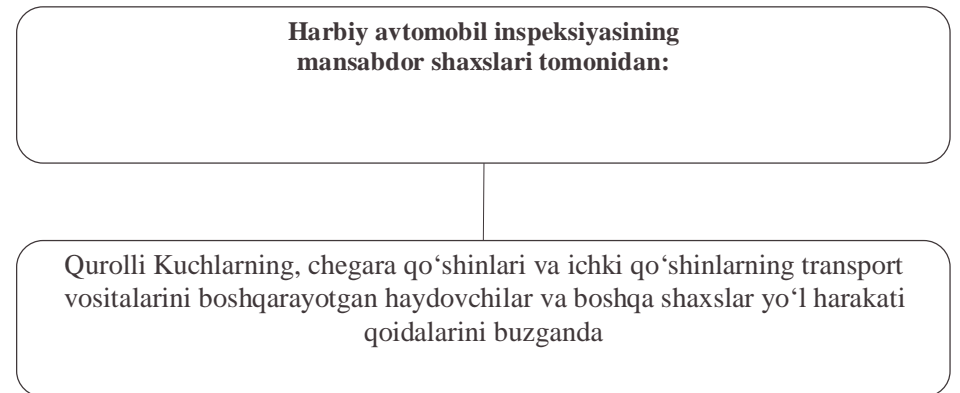 Harbiy avtomobil inspeksiyasining
mansabdor shaxslari tomonidan:
Qurolli Kuchlarning, chegara qo‘shinlari va ichki qo‘shinlarning transport
vositalarini boshqarayotgan haydovchilar va boshqa shaxslar yo‘l harakati
qoidalarini buzganda